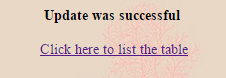 Update was successful
Click here to list the table